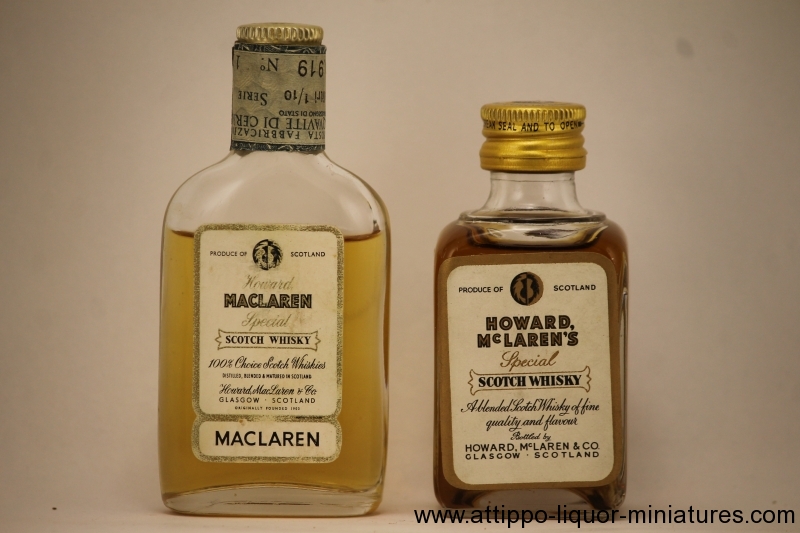 919 Nº 1
tri 1/10 SERIE
PRODUCE OF SCOTLAND
Howard
MACLAREN
Special
SCOTCH WHISKY
100% Choice Scotch Whiskies
DISTILLED, BLENDED & MATURED IN SCOTLAND
Howard, MacLaren & Co
GLASGOW · SCOTLAND
MACLAREN
SEAL AND TO OPEN
PRODUCE OF SCOTLAND
HOWARD,
McLAREN'S
Special
SCOTCH WHISKY
A blended Scotch Whisky of fine
quality and flavour
Bottled by
HOWARD, McLAREN & CO.
GLASGOW · SCOTLAND
www.attippo-liquor-miniatures.com